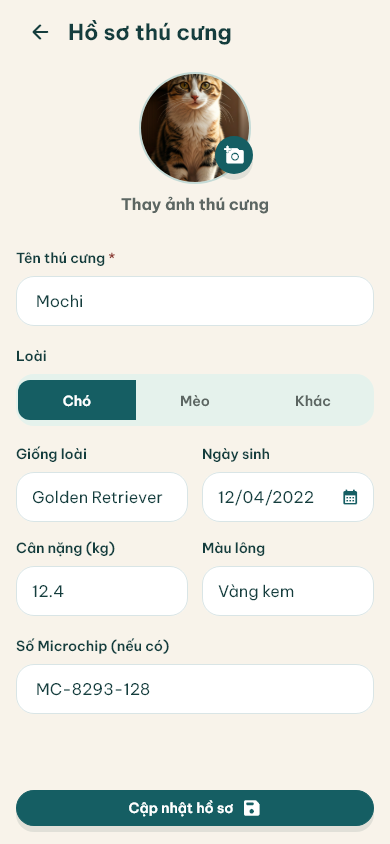 Hồ sơ thú cưng
Thay ảnh thú cưng
Tên thú cưng *
Mochi
Loài
Chó Mèo Khác
Giống loài Ngày sinh
Golden Retriever 12/04/2022
Cân nặng (kg) Màu lông
12.4 Vàng kem
Số Microchip (nếu có)
MC-8293-128
Cập nhật hồ sơ